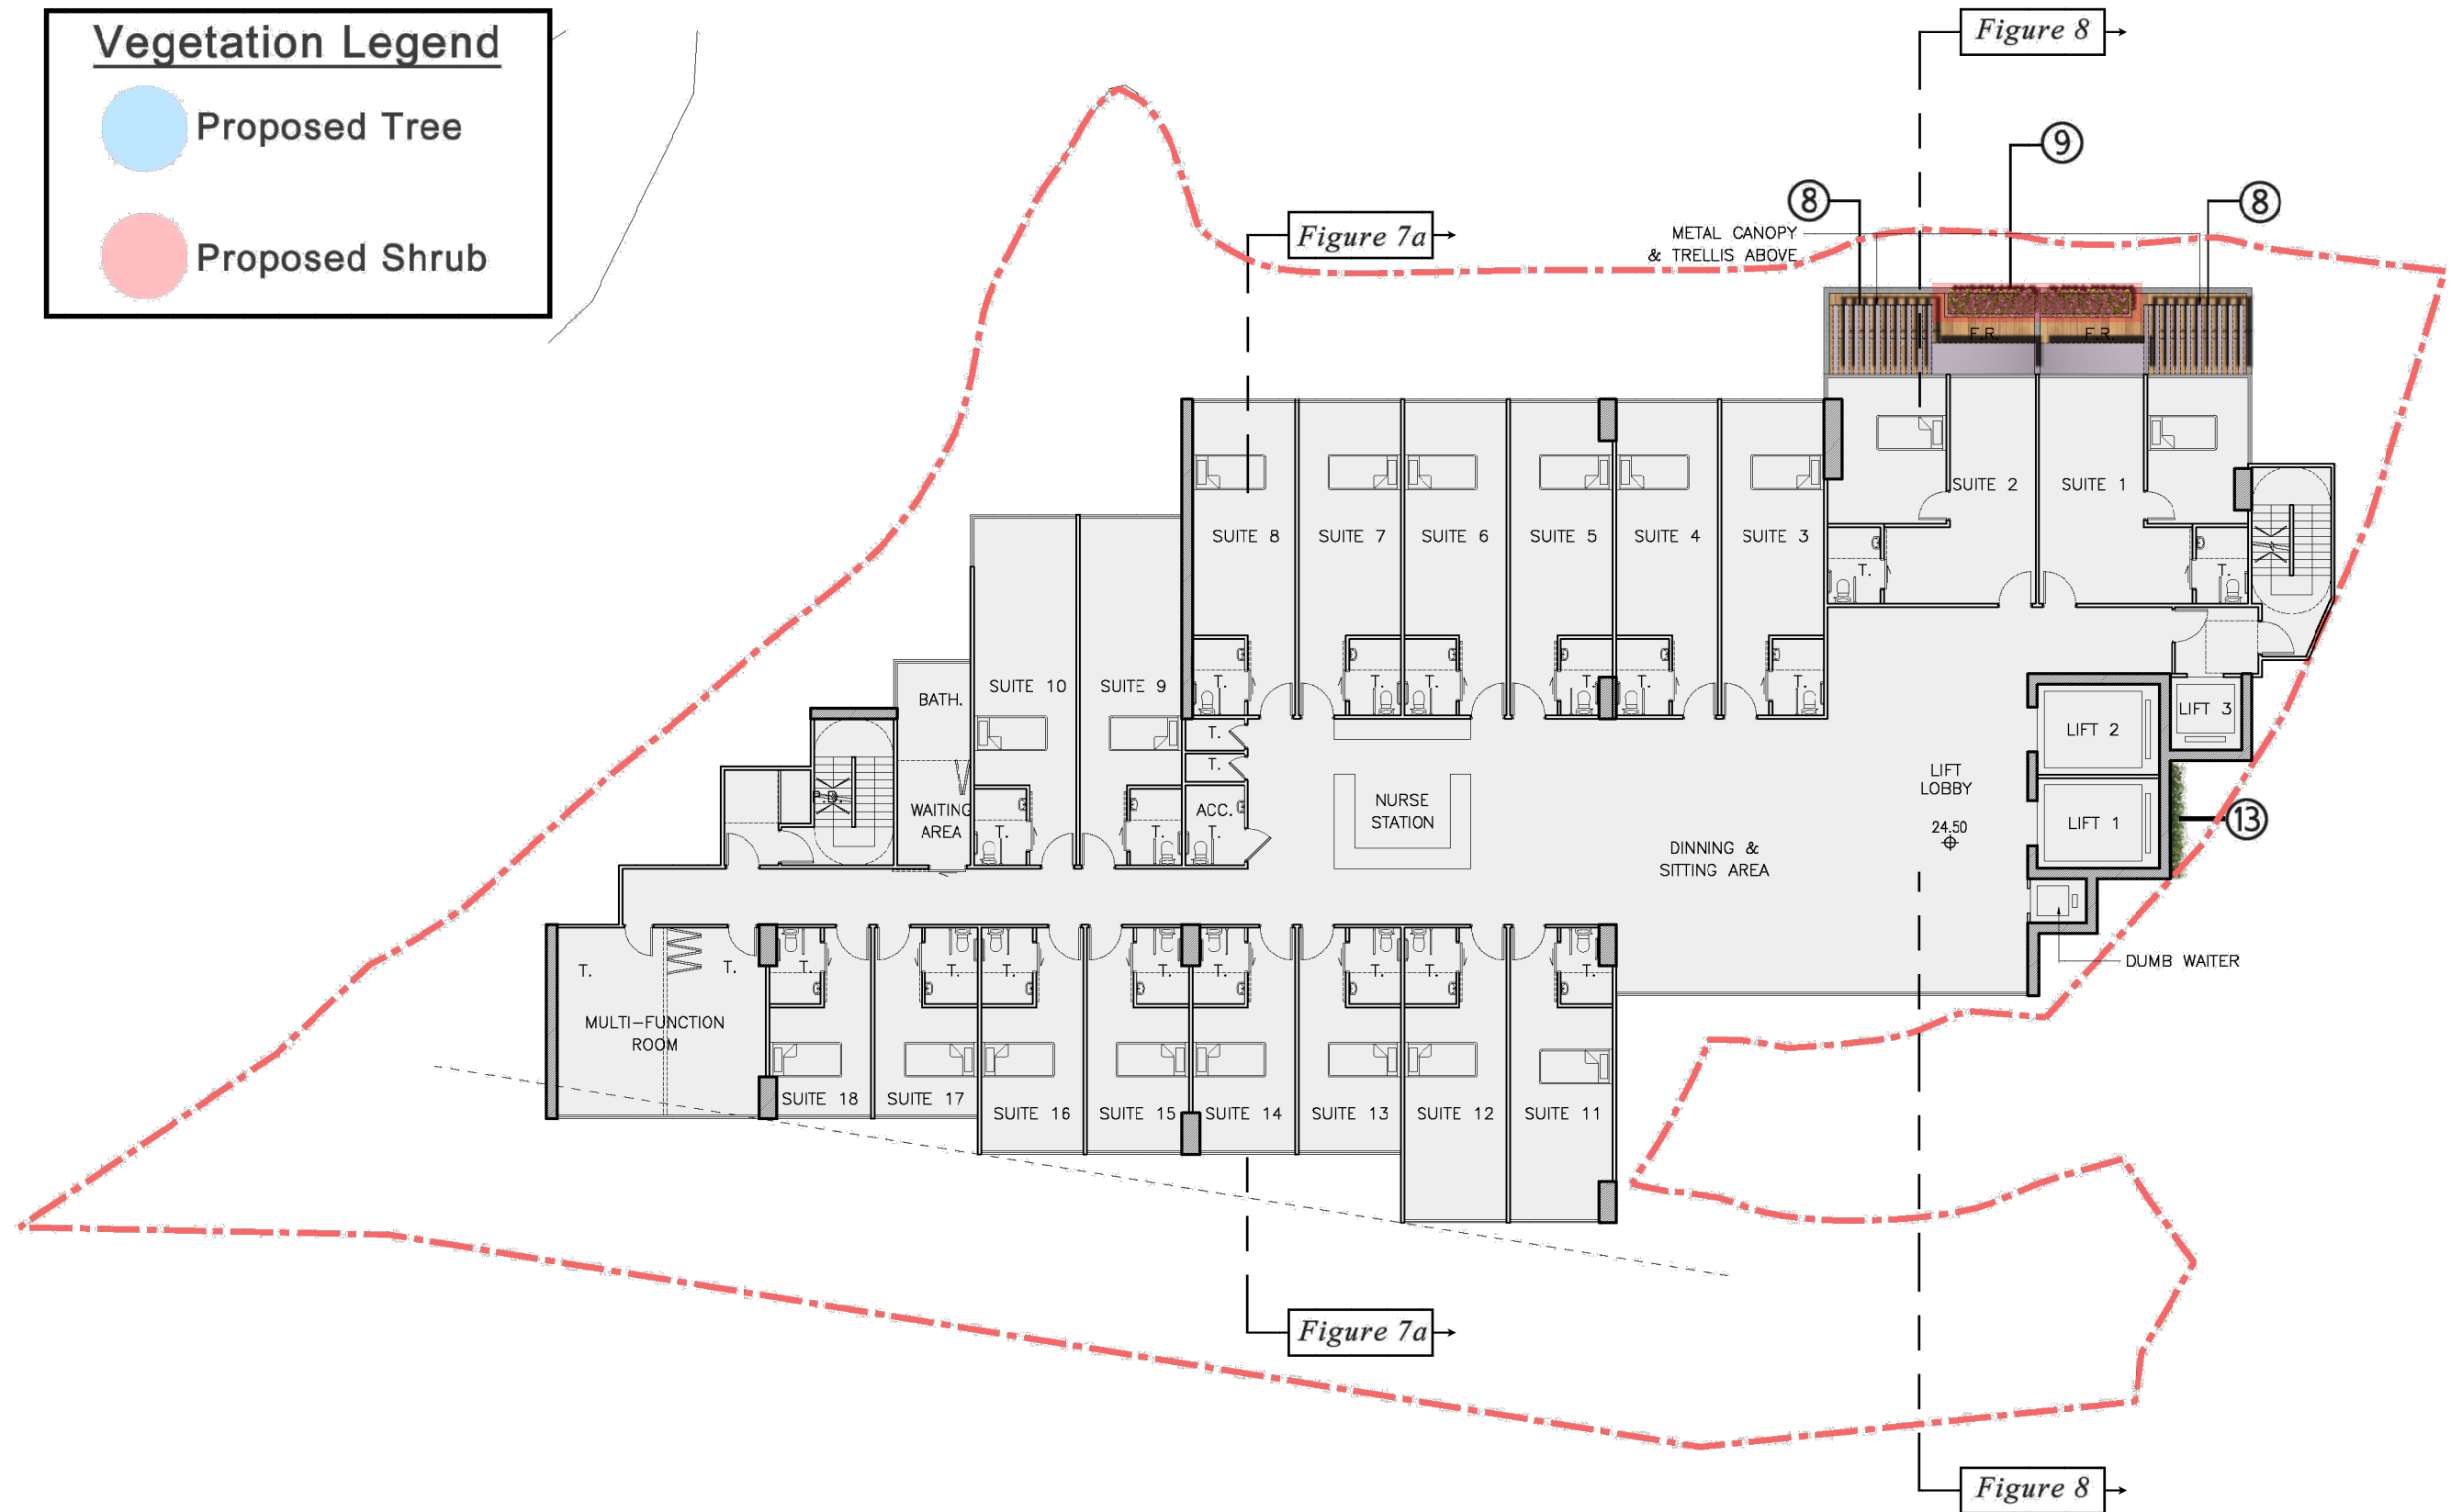 Vegetation Legend
Proposed Tree
Proposed Shrub
Figure 8
9
8
8
Figure 7a
METAL CANOPY
& TRELLIS ABOVE
F.R.
F.R.
SUITE 2
SUITE 1
SUITE 8
SUITE 7
SUITE 6
SUITE 5
SUITE 4
SUITE 3
T.
T.
SUITE 10
SUITE 9
T.
T.
T.
T.
T.
T.
BATH.
LIFT 3
LIFT 2
T.
T.
P.D.
WAITING
AREA
T.
T.
ACC.
T.
NURSE
STATION
LIFT
LOBBY
24.50
LIFT 1
13
DINNING &
SITTING AREA
DUMB WAITER
T.
T.
T.
T.
T.
T.
T.
T.
T.
T.
MULTI-FUNCTION
ROOM
SUITE 18
SUITE 17
SUITE 16
SUITE 15
SUITE 14
SUITE 13
SUITE 12
SUITE 11
Figure 7a
Figure 8